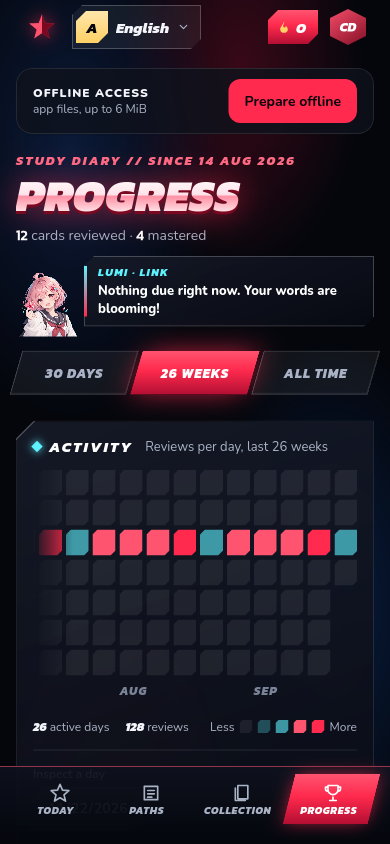 A English
0
CD
OFFLINE ACCESS
app files, up to 6 MiB
Prepare offline
STUDY DIARY // SINCE 14 AUG 2026
PROGRESS
12 cards reviewed · 4 mastered
LUMI · LINK
Nothing due right now. Your words are
blooming!
30 DAYS
26 WEEKS
ALL TIME
ACTIVITY Reviews per day, last 26 weeks
AUG SEP
26 active days 128 reviews Less More
Inspect a day
TODAY
PATHS
COLLECTION
PROGRESS